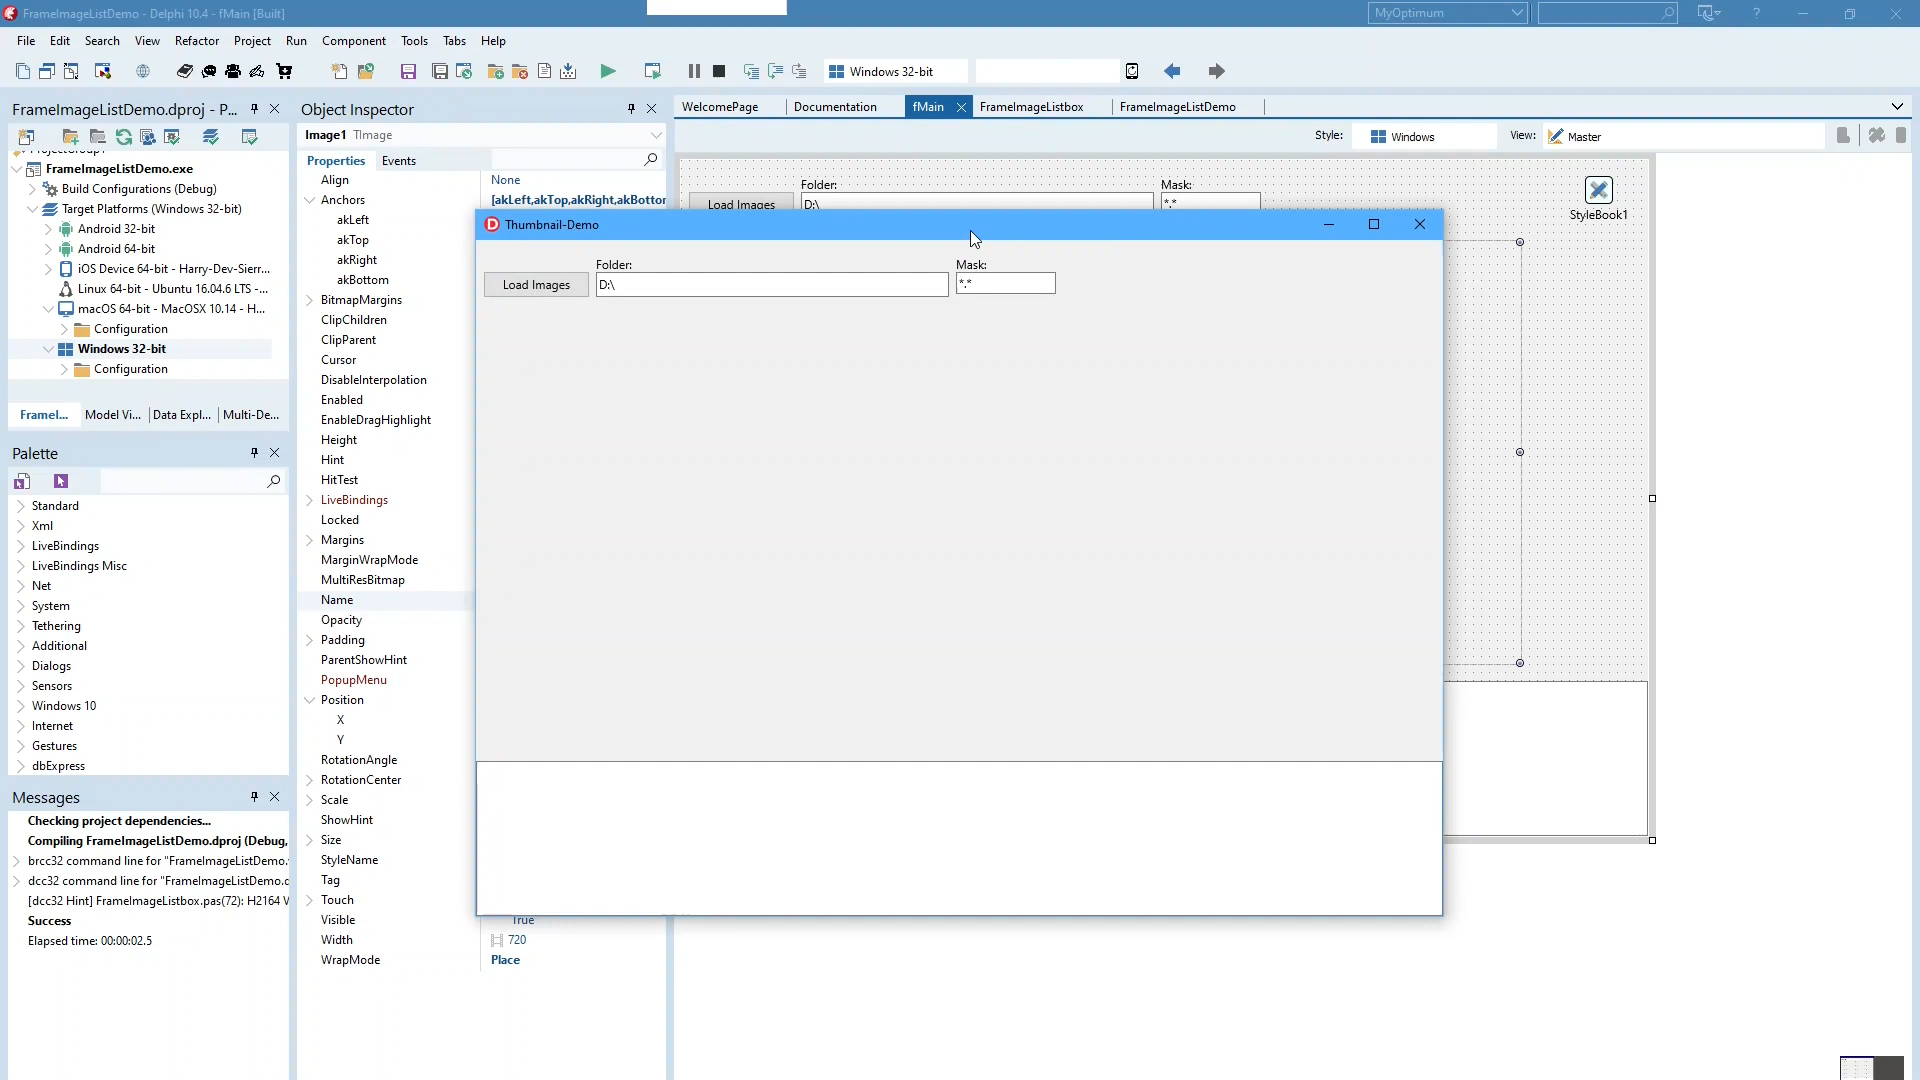 FrameImageListDemo - Delphi 10.4 - fMain [Built]
MyOptimum
?
File Edit Search View Refactor Project Run Component Tools Tabs Help
Windows 32-bit
FrameImageListDemo.dproj - P...
FrameImageListDemo.exe
Build Configurations (Debug)
Target Platforms (Windows 32-bit)
Android 32-bit
Android 64-bit
iOS Device 64-bit - Harry-Dev-Sierr...
Linux 64-bit - Ubuntu 16.04.6 LTS -...
macOS 64-bit - MacOSX 10.14 - H...
Configuration
Windows 32-bit
Configuration
FrameI... Model Vi... Data Expl... Multi-De...
Palette
Standard
Xml
LiveBindings
LiveBindings Misc
Net
System
Tethering
Additional
Dialogs
Sensors
Windows 10
Internet
Gestures
dbExpress
Messages
Checking project dependencies...
Compiling FrameImageListDemo.dproj (Debug,
brcc32 command line for "FrameImageListDemo.
dcc32 command line for "FrameImageListDemo.d
[dcc32 Hint] FrameImageListbox.pas(72): H2164 V
Success
Elapsed time: 00:00:02.5
Object Inspector
Image1 TImage
Properties Events
Align None
Anchors [akLeft,akTop,akRight,akBottor
akLeft
akTop
akRight
akBottom
BitmapMargins
ClipChildren
ClipParent
Cursor
DisableInterpolation
Enabled
EnableDragHighlight
Height
Hint
HitTest
LiveBindings
Locked
Margins
MarginWrapMode
MultiResBitmap
Name
Opacity
Padding
ParentShowHint
PopupMenu
Position
X
Y
RotationAngle
RotationCenter
Scale
ShowHint
Size
StyleName
Tag
Touch
Visible True
Width 720
WrapMode Place
WelcomePage Documentation fMain FrameImageListbox FrameImageListDemo
Style: Windows View: Master
Folder: Mask:
Load Images D:\ *.*
StyleBook1
Thumbnail-Demo
Folder: Mask:
Load Images D:\ *.*